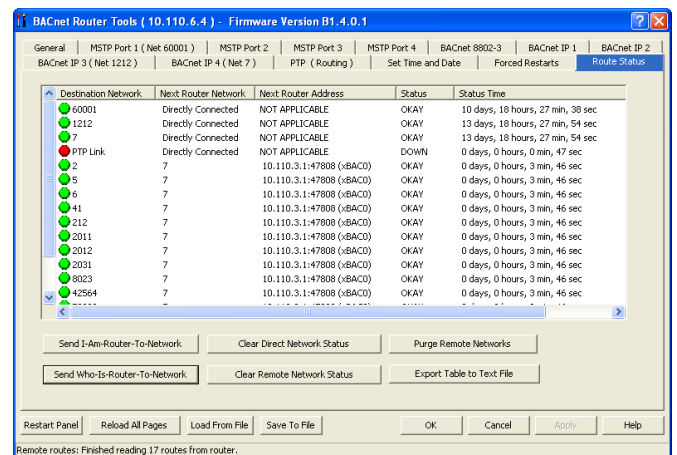 BACnet Router Tools ( 10.110.6.4 ) - Firmware Version B1.4.0.1
General MSTP Port 1 ( Net 60001 ) MSTP Port 2 MSTP Port 3 MSTP Port 4 BACnet 8802-3 BACnet IP 1 BACnet IP 2
BACnet IP 3 ( Net 1212 ) BACnet IP 4 ( Net 7 ) PTP ( Routing ) Set Time and Date Forced Restarts Route Status
Destination Network Next Router Network Next Router Address Status Status Time
60001 Directly Connected NOT APPLICABLE OKAY 10 days, 18 hours, 27 min, 38 sec
1212 Directly Connected NOT APPLICABLE OKAY 13 days, 18 hours, 27 min, 54 sec
7 Directly Connected NOT APPLICABLE OKAY 13 days, 18 hours, 27 min, 54 sec
PTP Link Directly Connected NOT APPLICABLE DOWN 0 days, 0 hours, 0 min, 47 sec
2 7 10.110.3.1:47808 (xBAC0) OKAY 0 days, 0 hours, 3 min, 46 sec
5 7 10.110.3.1:47808 (xBAC0) OKAY 0 days, 0 hours, 3 min, 46 sec
6 7 10.110.3.1:47808 (xBAC0) OKAY 0 days, 0 hours, 3 min, 46 sec
41 7 10.110.3.1:47808 (xBAC0) OKAY 0 days, 0 hours, 3 min, 46 sec
212 7 10.110.3.1:47808 (xBAC0) OKAY 0 days, 0 hours, 3 min, 46 sec
2011 7 10.110.3.1:47808 (xBAC0) OKAY 0 days, 0 hours, 3 min, 46 sec
2012 7 10.110.3.1:47808 (xBAC0) OKAY 0 days, 0 hours, 3 min, 46 sec
2031 7 10.110.3.1:47808 (xBAC0) OKAY 0 days, 0 hours, 3 min, 46 sec
8023 7 10.110.3.1:47808 (xBAC0) OKAY 0 days, 0 hours, 3 min, 46 sec
42564 7 10.110.3.1:47808 (xBAC0) OKAY 0 days, 0 hours, 3 min, 46 sec
Send I-Am-Router-To-Network Clear Direct Network Status Purge Remote Networks
Send Who-Is-Router-To-Network Clear Remote Network Status Export Table to Text File
Restart Panel Reload All Pages Load From File Save To File OK Cancel Apply Help
Remote routes: Finished reading 17 routes from router.